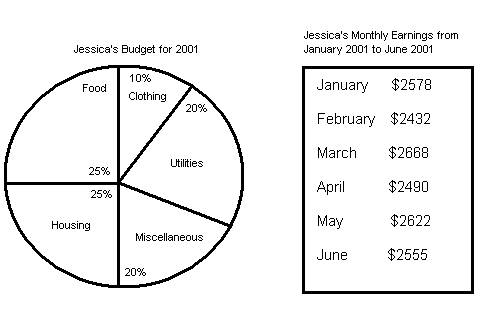 Jessica's Budget for 2001
Food
10%
Clothing
20%
Utilities
25%
25%
Housing
Miscellaneous
20%
Jessica's Monthly Earnings from
January 2001 to June 2001
January $2578
February $2432
March $2668
April $2490
May $2622
June $2555